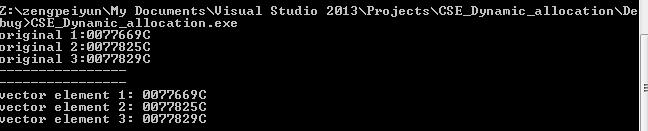 Z:\zengpeiyun\My Documents\Visual Studio 2013\Projects\CSE_Dynamic_allocation\De
bug>CSE_Dynamic_allocation.exe
original 1:0077669C
original 2:0077825C
original 3:0077829C
----------------
----------------
vector element 1: 0077669C
vector element 2: 0077825C
vector element 3: 0077829C